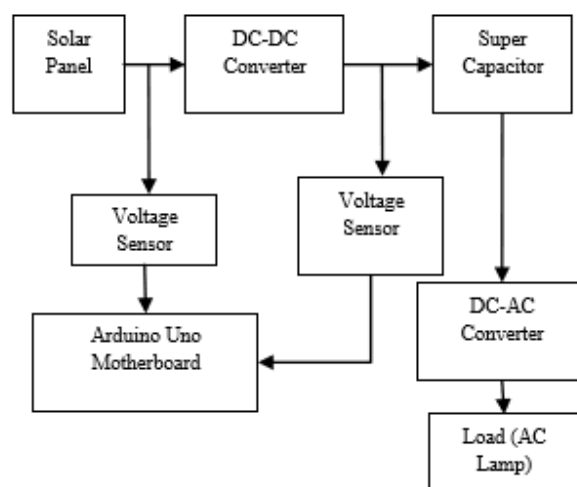 Solar
Panel
DC-DC
Converter
Super
Capacitor
Voltage
Sensor
Voltage
Sensor
Arduino Uno
Motherboard
DC-AC
Converter
Load (AC
Lamp)